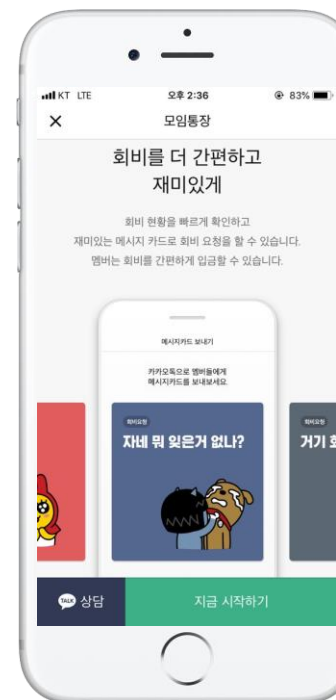 KT LTE 오후 2:36 83%
× 모임통장
회비를 더 간편하고
재미있게
회비 현황을 빠르게 확인하고
재미있는 메시지 카드로 회비 요청을 할 수 있습니다.
멤버는 회비를 간편하게 입금할 수 있습니다.
메시지카드 보내기
카카오톡으로 멤버들에게
메시지카드를 보내보세요
회비요청
자네 뭐 잊은거 없나?
회비요청
거기 회
TALK 상담
지금 시작하기